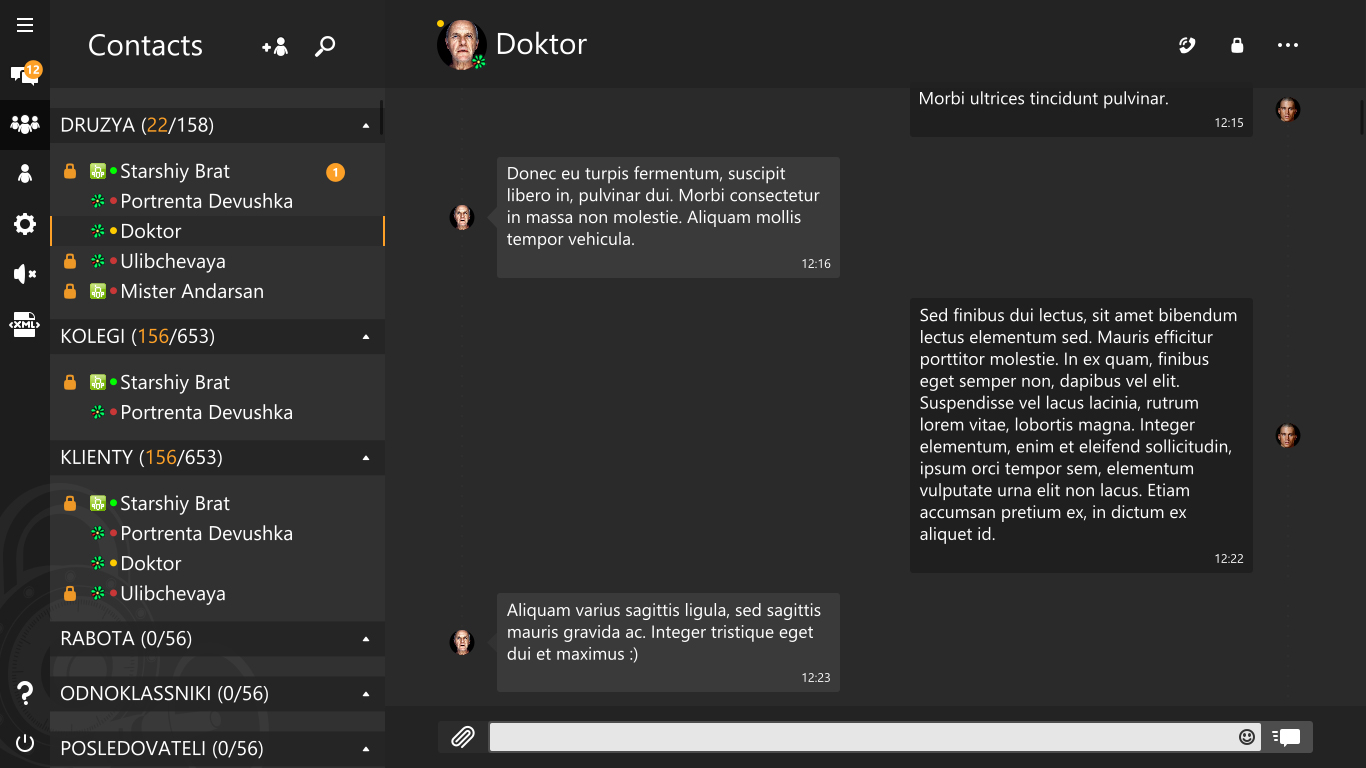 Contacts
Doktor
12
DRUZYA (22/158)
Starshiy Brat
1
Portrenta Devushka
Doktor
Ulibchevaya
Mister Andarsan
KOLEGI (156/653)
Starshiy Brat
Portrenta Devushka
KLIENTY (156/653)
Starshiy Brat
Portrenta Devushka
Doktor
Ulibchevaya
RABOTA (0/56)
ODNOKLASSNIKI (0/56)
POSLEDOVATELI (0/56)
<XML>
?
Morbi ultrices tincidunt pulvinar.
12:15
Donec eu turpis fermentum, suscipit
libero in, pulvinar dui. Morbi consectetur
in massa non molestie. Aliquam mollis
tempor vehicula.
12:16
Sed finibus dui lectus, sit amet bibendum
lectus elementum sed. Mauris efficitur
porttitor molestie. In ex quam, finibus
eget semper non, dapibus vel elit.
Suspendisse vel lacus lacinia, rutrum
lorem vitae, lobortis magna. Integer
elementum, enim et eleifend sollicitudin,
ipsum orci tempor sem, elementum
vulputate urna elit non lacus. Etiam
accumsan pretium ex, in dictum ex
aliquet id.
12:22
Aliquam varius sagittis ligula, sed sagittis
mauris gravida ac. Integer tristique eget
dui et maximus :)
12:23